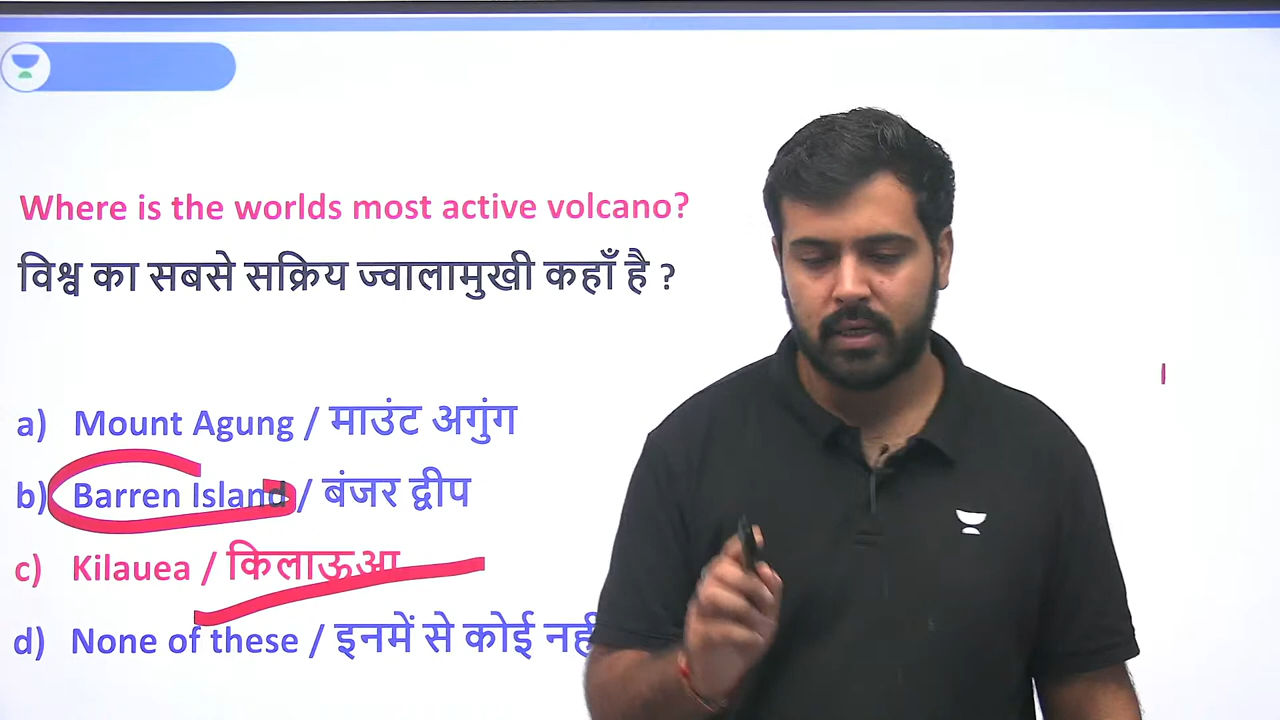 Where is the worlds most active volcano?
विश्व का सबसे सक्रिय ज्वालामुखी कहाँ है ?
a) Mount Agung / माउंट अगुंग
b) Barren Island / बंजर द्वीप
c) Kilauea / किलाऊआ
d) None of these / इनमें से कोई नहीं